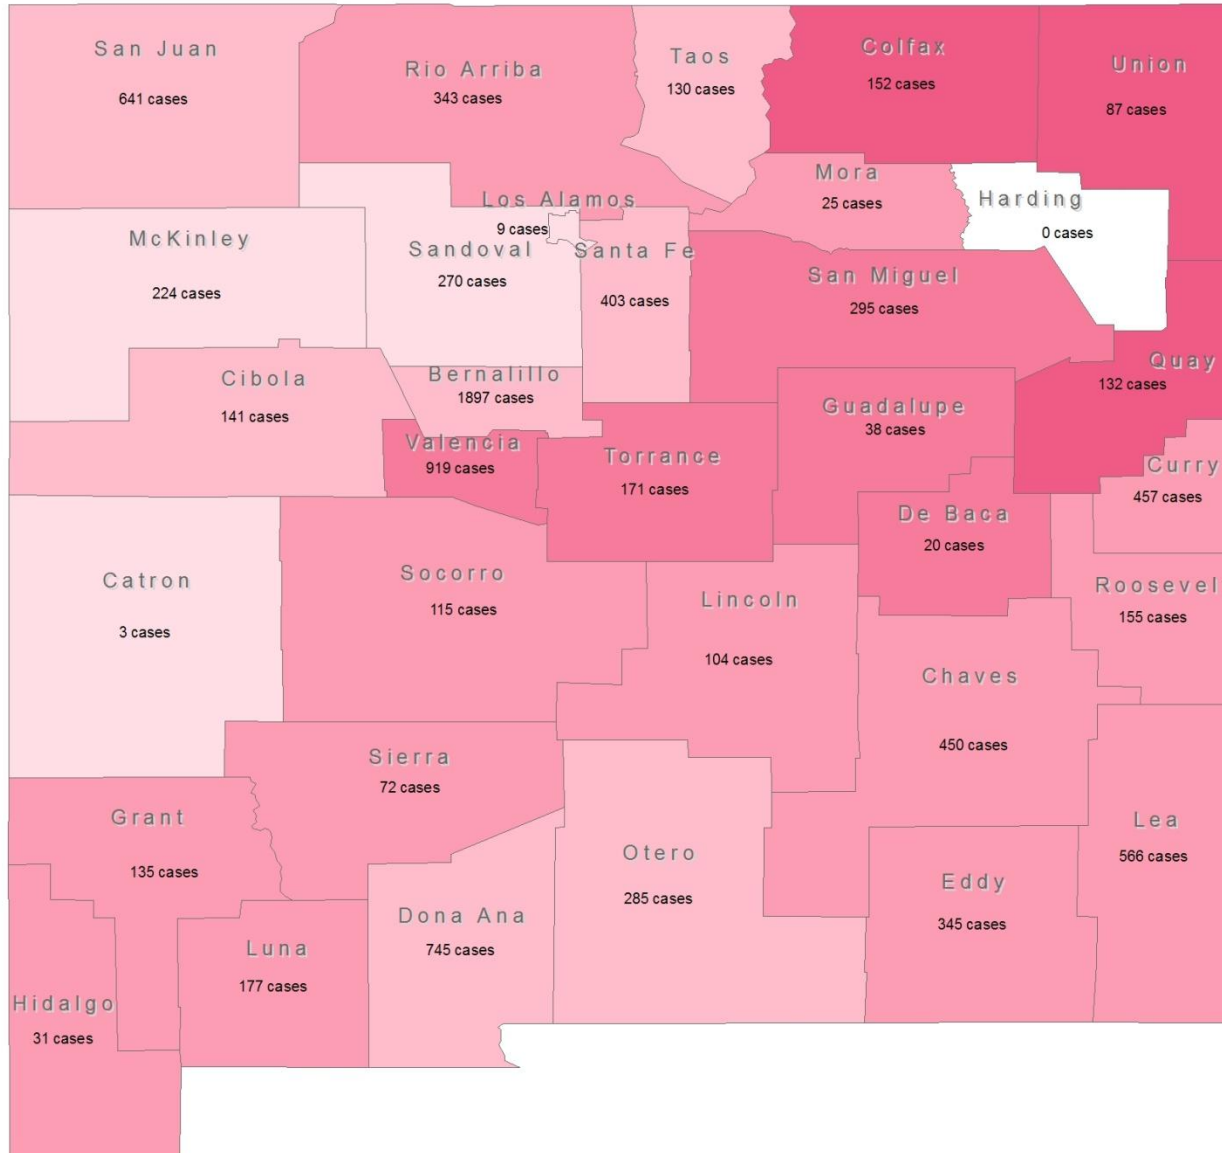 San Juan
641 cases
Rio Arriba
343 cases
Taos
130 cases
Colfax
152 cases
Union
87 cases
Mora
25 cases
Harding
0 cases
Los Alamos
9 cases
McKinley
224 cases
Sandoval
270 cases
Santa Fe
403 cases
San Miguel
295 cases
Quay
132 cases
Cibola
141 cases
Bernalillo
1897 cases
Guadalupe
38 cases
Valencia
919 cases
Torrance
171 cases
Curry
457 cases
De Baca
20 cases
Catron
3 cases
Socorro
115 cases
Lincoln
104 cases
Roosevel
155 cases
Chaves
450 cases
Sierra
72 cases
Grant
135 cases
Otero
285 cases
Lea
566 cases
Eddy
345 cases
Dona Ana
745 cases
Luna
177 cases
Hidalgo
31 cases